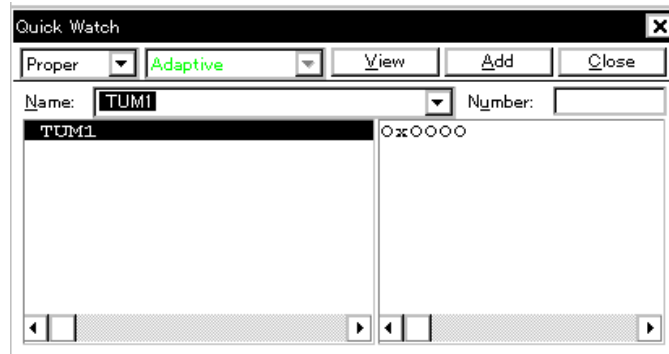 Quick Watch
Proper Adaptive View Add Close
Name: TUM1 Number:
TUM1 0x0000